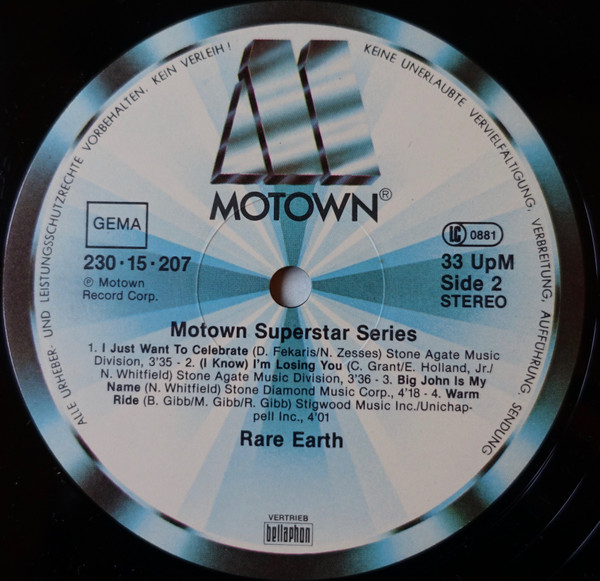 ALLE URHEBER- UND LEISTUNGSSCHUTZRECHTE VORBEHALTEN. KEIN VERLEIH! KEINE UNERLAUBTE VERVIELFÄLTIGUNG, VERBREITUNG, AUFFÜHRUNG, SENDUNG
MOTOWN®
GEMA
LC 0881
230·15·207
℗ Motown
Record Corp.
33 UpM
Side 2
STEREO
Motown Superstar Series
1. I Just Want To Celebrate (D. Fekaris/N. Zesses) Stone Agate Music
Division, 3'35 - 2. (I Know) I'm Losing You (C. Grant/E. Holland, Jr./
N. Whitfield) Stone Agate Music Division, 3'36 - 3. Big John Is My
Name (N. Whitfield) Stone Diamond Music Corp., 4'18 - 4. Warm
Ride (B. Gibb/M. Gibb/R. Gibb) Stigwood Music Inc./Unichap-
pell Inc., 4'01
Rare Earth
VERTRIEB
bellaphon